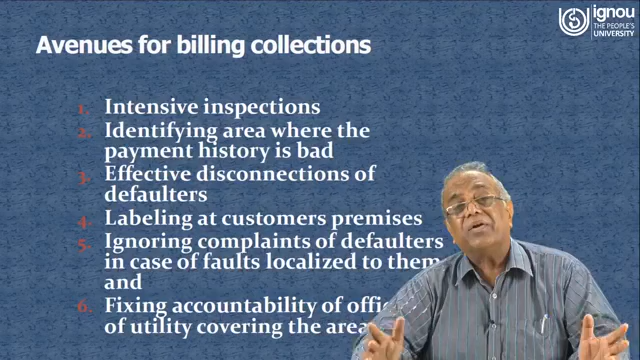 ignou
THE PEOPLE'S
UNIVERSITY
Avenues for billing collections
1. Intensive inspections
2. Identifying area where the
payment history is bad
3. Effective disconnections of
defaulters
4. Labeling at customers premises
5. Ignoring complaints of defaulters
in case of faults localized to them
and
6. Fixing accountability of
of utility covering the area